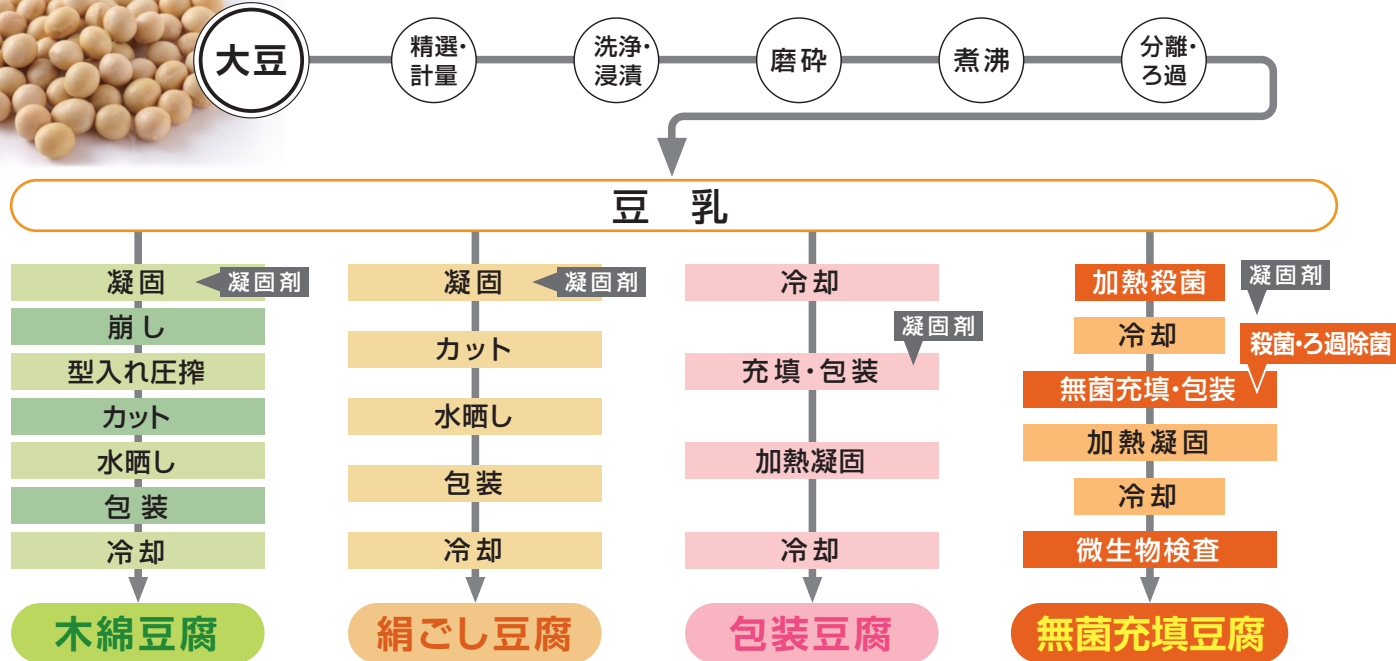 大豆
精選・
計量
洗浄・
浸漬
磨砕
煮沸
分離・
ろ過
豆 乳
凝固
凝固剤
崩し
型入れ圧搾
カット
水晒し
包装
冷却
木綿豆腐
凝固
凝固剤
カット
水晒し
包装
冷却
絹ごし豆腐
冷却
凝固剤
充填・包装
加熱凝固
冷却
包装豆腐
加熱殺菌
凝固剤
冷却
殺菌・ろ過除菌
無菌充填・包装
加熱凝固
冷却
微生物検査
無菌充填豆腐